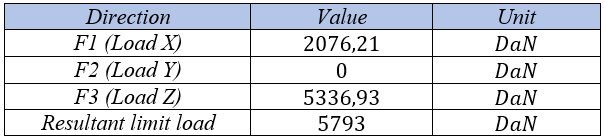 Direction Value Unit
F1 (Load X) 2076,21 DaN
F2 (Load Y) 0 DaN
F3 (Load Z) 5336,93 DaN
Resultant limit load 5793 DaN